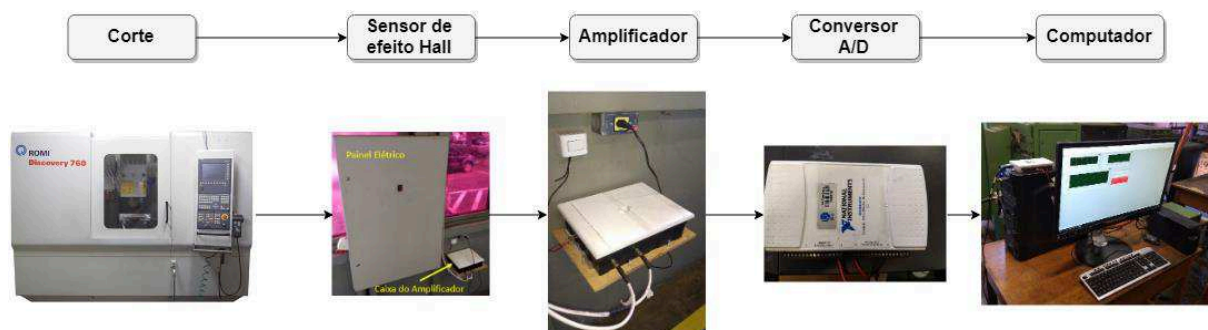 Corte
Sensor de
efeito Hall
Amplificador
Conversor
A/D
Computador
ROMI
Discovery 760
Painel Elétrico
Caixa do Amplificador
NATIONAL
INSTRUMENTS